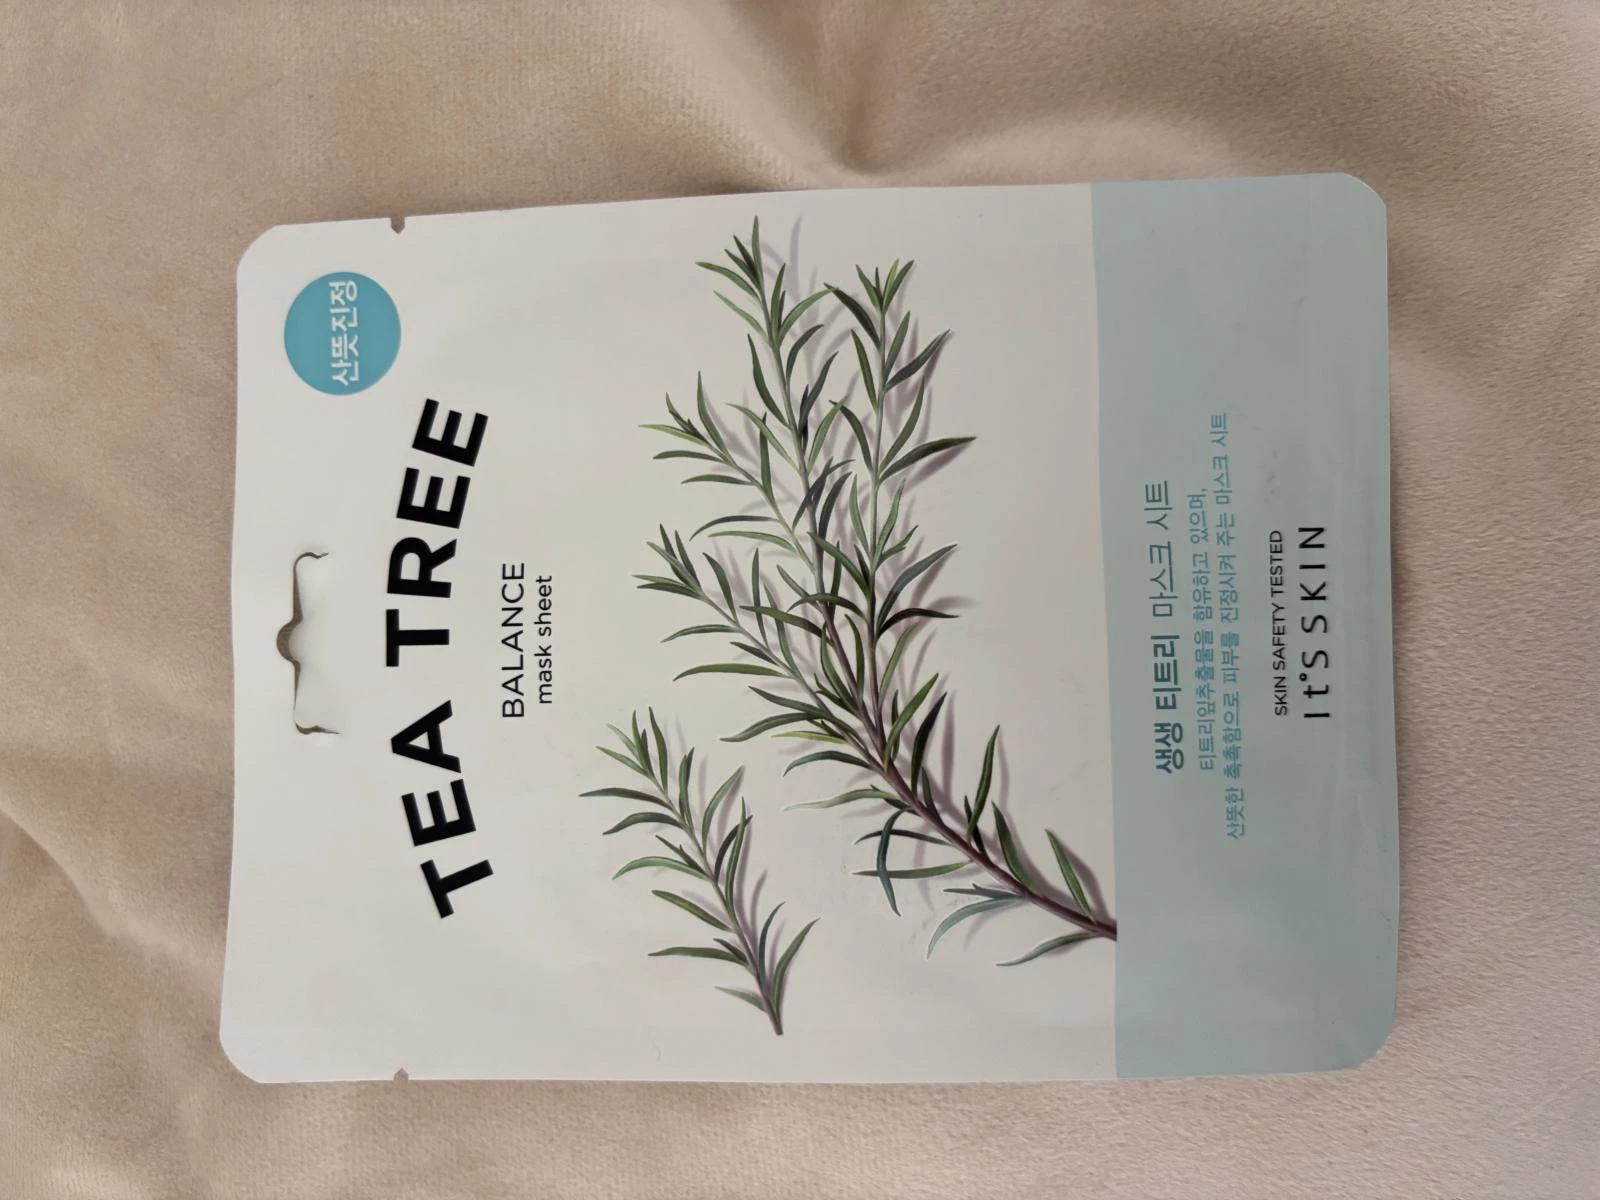 산뜻진정
TEA TREE
BALANCE
mask sheet
생생 티트리 마스크 시트
티트리잎추출물을 함유하고 있으며,
산뜻한 촉촉함으로 피부를 진정시켜 주는 마스크 시트
SKIN SAFETY TESTED
It'S SKIN